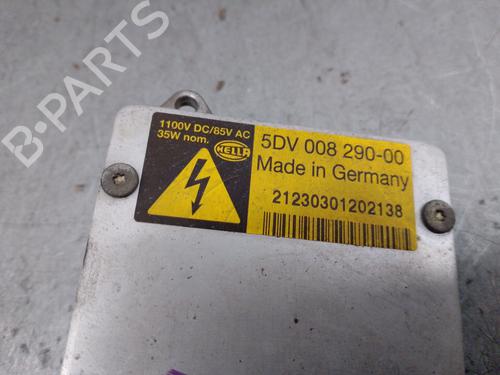 B-PARTS
1100V DC/85V AC
35W nom.
HELLA
5DV 008 290-00
Made in Germany
21230301202138